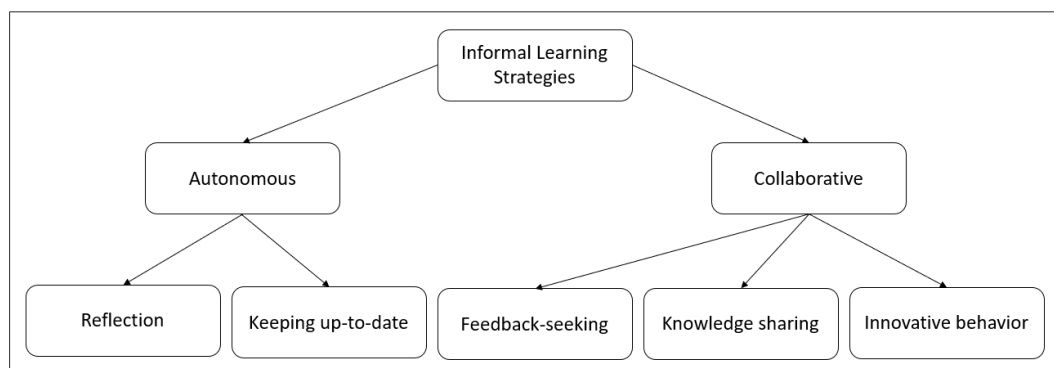 Informal Learning
Strategies
Autonomous
Collaborative
Reflection
Keeping up-to-date
Feedback-seeking
Knowledge sharing
Innovative behavior